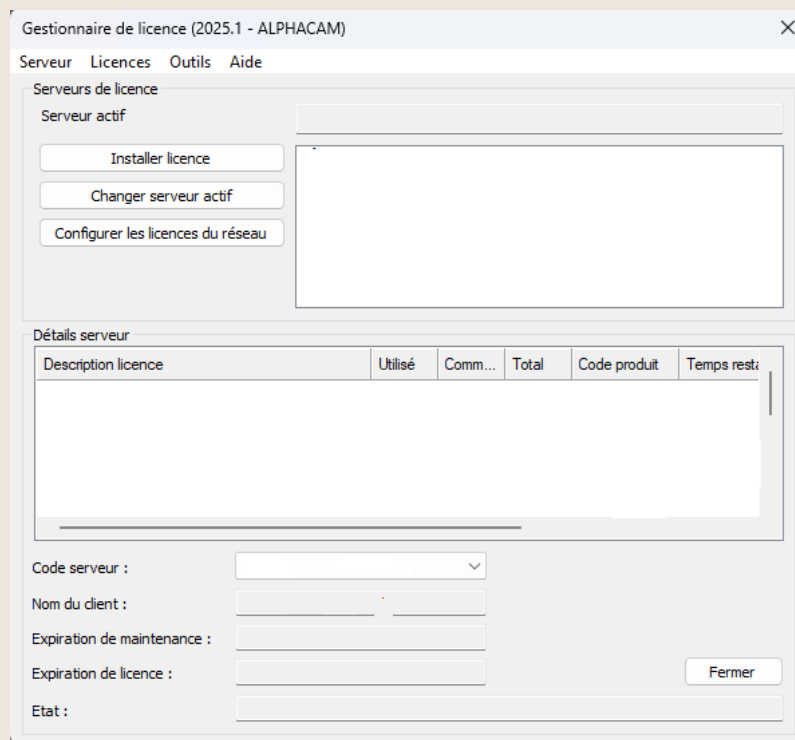 Gestionnaire de licence (2025.1 - ALPHACAM)
Serveur Licences Outils Aide
Serveurs de licence
Serveur actif
Installer licence
Changer serveur actif
Configurer les licences du réseau
Détails serveur
Description licence Utilisé Comm... Total Code produit Temps resta
Code serveur :
Nom du client :
Expiration de maintenance :
Expiration de licence :
Fermer
Etat :